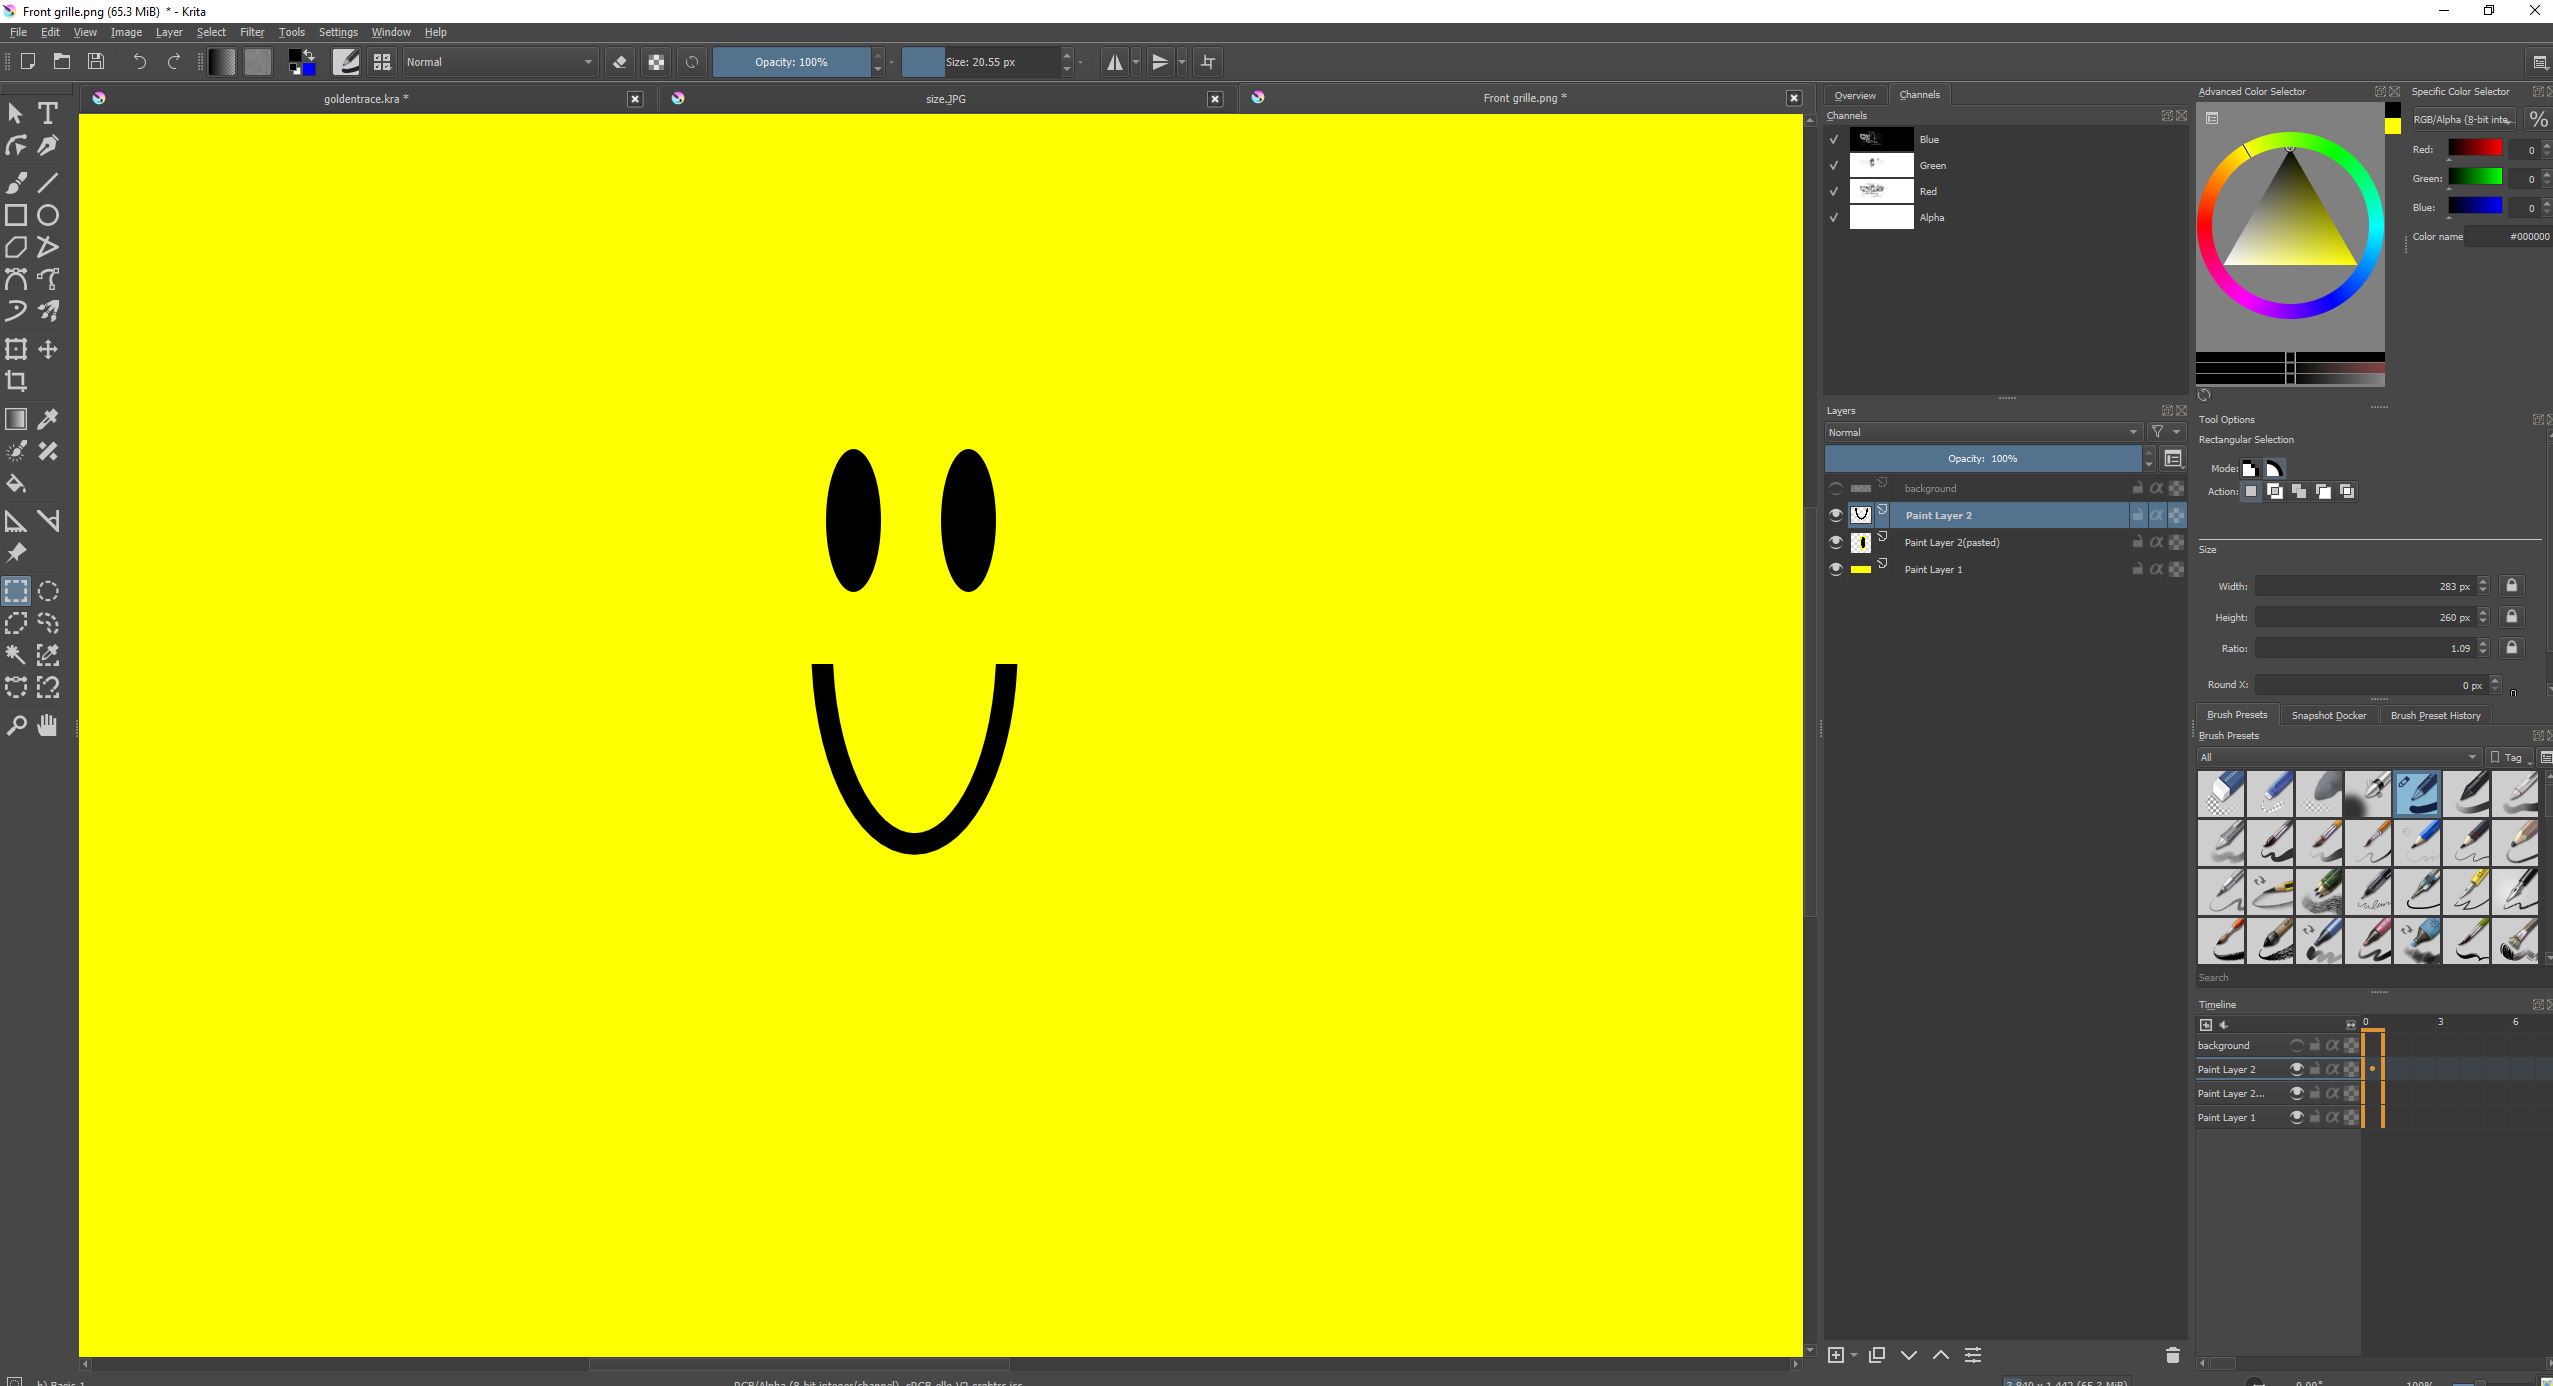 Front grille.png (65.3 MiB) * - Krita
File Edit View Image Layer Select Filter Tools Settings Window Help
Normal
Opacity: 100%
Size: 20.55 px
goldentrace.kra *
size.JPG
Front grille.png *
Overview Channels
Channels
Blue
Green
Red
Alpha
Layers
Normal
Opacity: 100%
background
Paint Layer 2
Paint Layer 2(pasted)
Paint Layer 1
Advanced Color Selector
Specific Color Selector
RGB/Alpha (8-bit inte...
%
Red: 0
Green: 0
Blue: 0
Color name #000000
Tool Options
Rectangular Selection
Mode:
Action:
Size
Width: 283 px
Height: 260 px
Ratio: 1.09
Round X: 0 px
Brush Presets Snapshot Docker Brush Preset History
Brush Presets
All
Tag
Search
Timeline
0 3 6
background
Paint Layer 2
Paint Layer 2...
Paint Layer 1
b) Basic-1
RGB/Alpha (8-bit integer/channel)
0.00°
100%